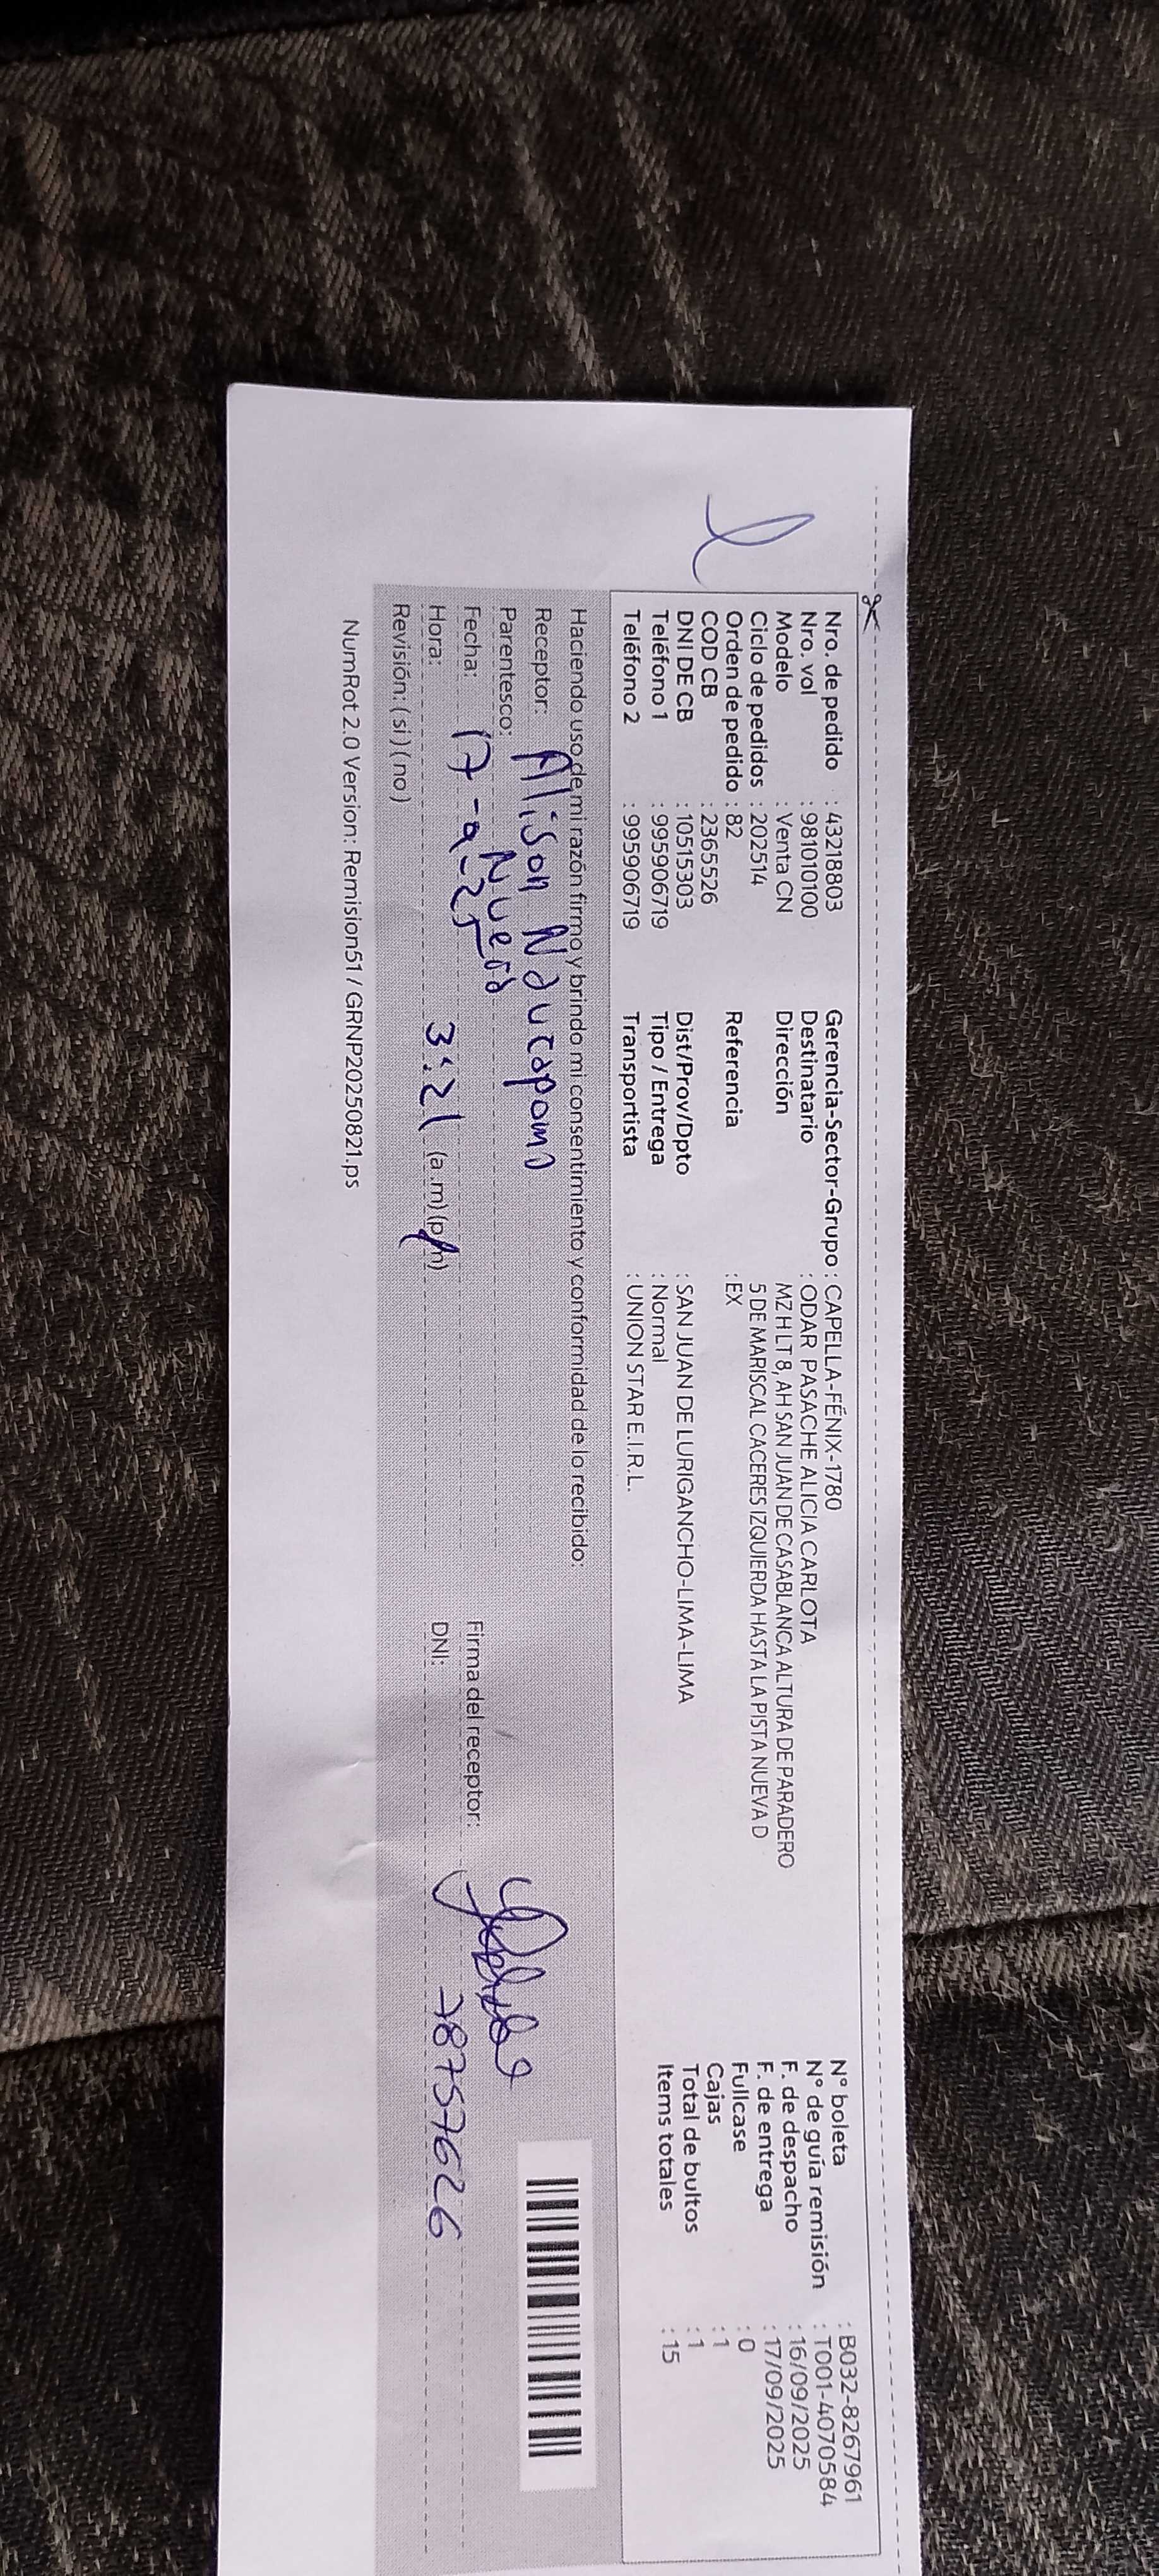 Nro. de pedido : 43218803
Nro. vol : 981010100
Modelo : Venta CN
Ciclo de pedidos : 202514
Orden de pedido : 82
COD CB : 2365526
DNI DE CB : 10515303
Teléfono 1 : 995906719
Teléfono 2 : 995906719
Gerencia-Sector-Grupo : CAPELLA-FÉNIX-1780
Destinatario : ODAR PASACHE ALICIA CARLOTA
Dirección : MZ H LT 8, AH SAN JUAN DE CASABLANCA ALTURA DE PARADERO
5 DE MARISCAL CACERES IZQUIERDA HASTA LA PISTA NUEVA D
Referencia : EX
Dist/Prov/Dpto : SAN JUAN DE LURIGANCHO-LIMA-LIMA
Tipo / Entrega : Normal
Transportista : UNION STAR E.I.R.L.
N° boleta : B032-8267961
N° de guía remisión : T001-4070584
F. de despacho : 16/09/2025
F. de entrega : 17/09/2025
Fullcase : 0
Cajas : 1
Total de bultos : 1
Items totales : 15
Haciendo uso de mi razón firmo y brindo mi consentimiento y conformidad de lo recibido:
Receptor: Alison Naucapoma
Parentesco: Nuera
Fecha: 17-9-25
Hora: 3:21 (a.m) (p.m)
Revisión: ( si ) ( no )
Firma del receptor:
DNI: 78757626
NumRot 2.0 Version: Remision51 / GRNP20250821.ps